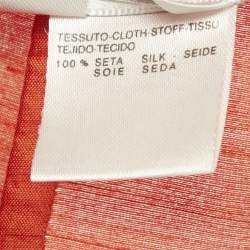 TESSUTO-CLOTH-STOFF-TISSU
TEJIDO-TECIDO
100 % SETA SILK - SEIDE
SOIE SEDA